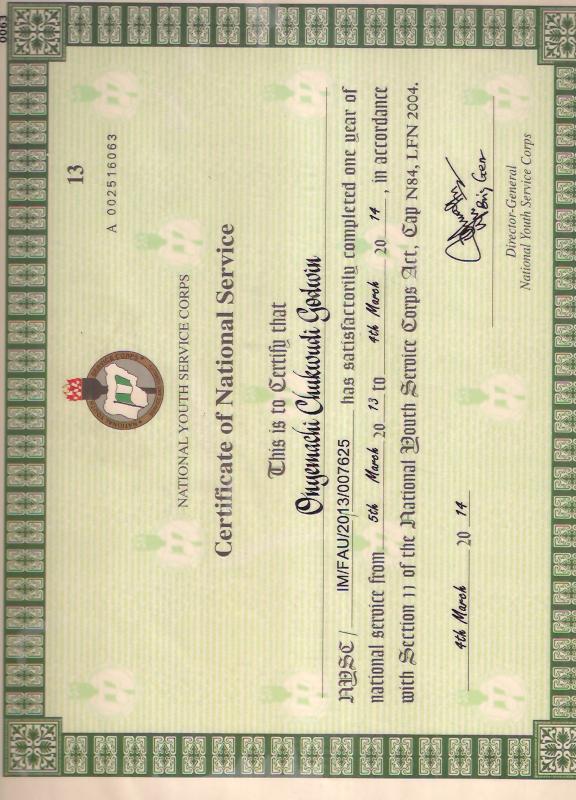 0063
13
A 002516063
NATIONAL YOUTH SERVICE CORPS
Certificate of National Service
This is to Certify that
Onyemachi Chukwudi Godwin
NYSC / IM/FAU/2013/007625 has satisfactorily completed one year of
national service from 5th March 20 13 to 4th March 20 14, in accordance
with Section 11 of the National Youth Service Corps Act, Cap N84, LFN 2004.
4th March 20 14
Brig Gen
Director-General
National Youth Service Corps